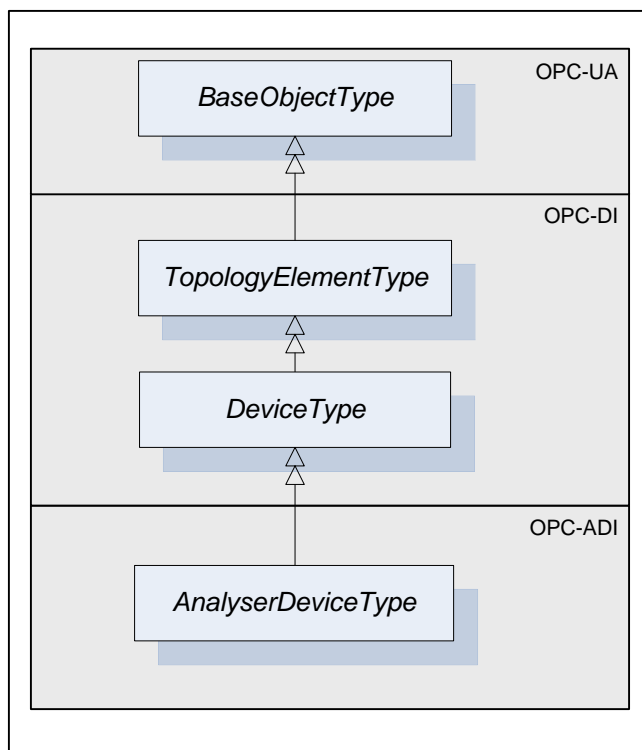 OPC-UA
BaseObjectType
OPC-DI
TopologyElementType
DeviceType
OPC-ADI
AnalyserDeviceType